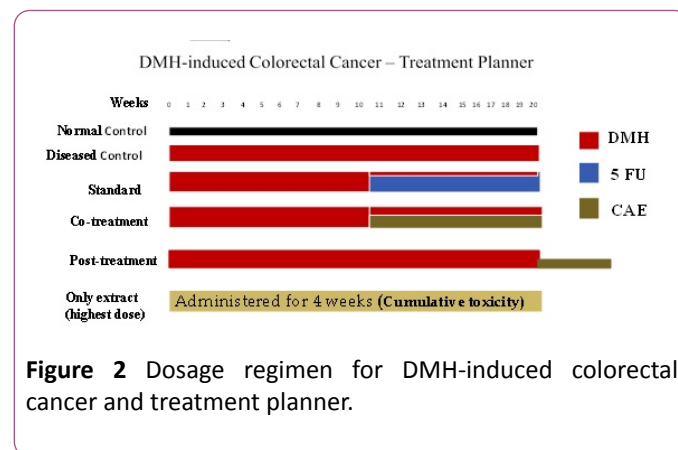 DMH-induced Colorectal Cancer – Treatment Planner
Weeks 0 1 2 3 4 5 6 7 8 9 10 11 12 13 14 15 16 17 18 19 20
Normal Control
Diseased Control
Standard
Co-treatment
Post-treatment
Only extract
(highest dose)
Administered for 4 weeks (Cumulative toxicity)
DMH
5 FU
CAE
Figure 2 Dosage regimen for DMH-induced colorectal
cancer and treatment planner.